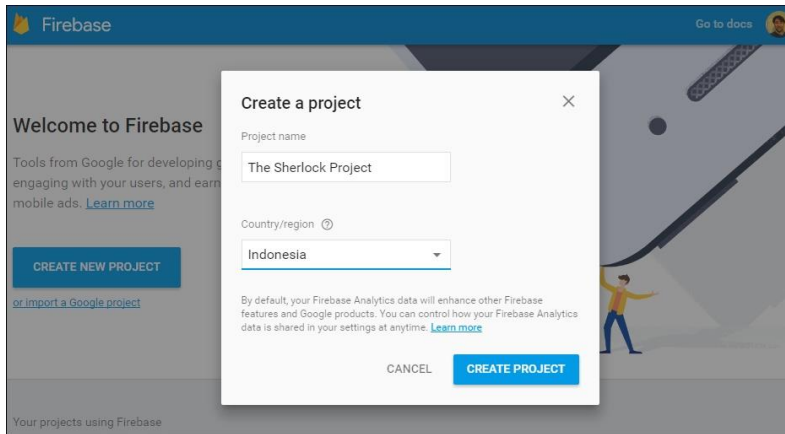 Firebase
Go to docs
Welcome to Firebase
Tools from Google for developing
engaging with your users, and earn
mobile ads. Learn more
CREATE NEW PROJECT
or import a Google project
Your projects using Firebase
Create a project
Project name
The Sherlock Project
Country/region
Indonesia
By default, your Firebase Analytics data will enhance other Firebase
features and Google products. You can control how your Firebase Analytics
data is shared in your settings at anytime. Learn more
CANCEL
CREATE PROJECT